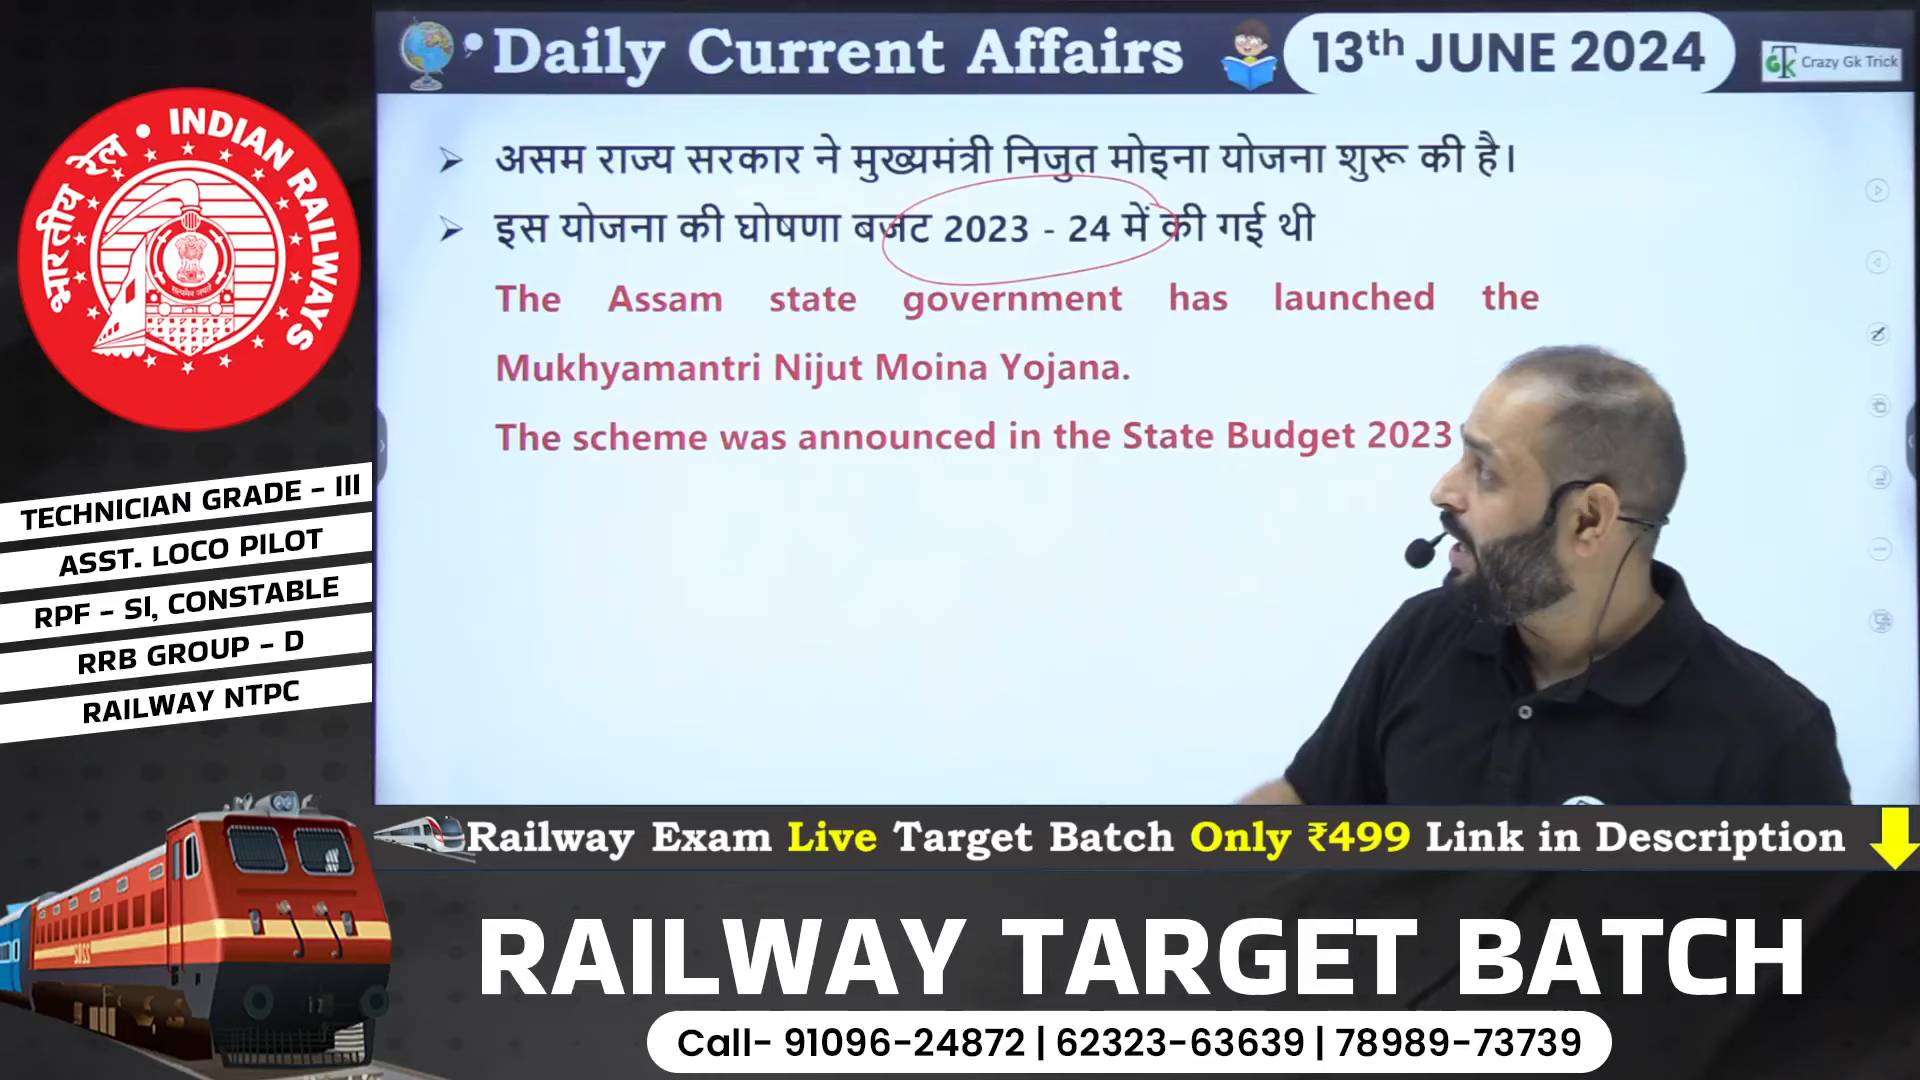 • Daily Current Affairs
13th JUNE 2024
GTK Crazy Gk Trick
भारतीय रेल • INDIAN RAILWAYS
सत्यमेव जयते
➢ असम राज्य सरकार ने मुख्यमंत्री निजुत मोइना योजना शुरू की है।
➢ इस योजना की घोषणा बजट 2023 - 24 में की गई थी
The Assam state government has launched the
Mukhyamantri Nijut Moina Yojana.
The scheme was announced in the State Budget 2023
TECHNICIAN GRADE – III
ASST. LOCO PILOT
RPF – SI, CONSTABLE
RRB GROUP – D
RAILWAY NTPC
Railway Exam Live Target Batch Only ₹499 Link in Description
RAILWAY TARGET BATCH
Call- 91096-24872 | 62323-63639 | 78989-73739